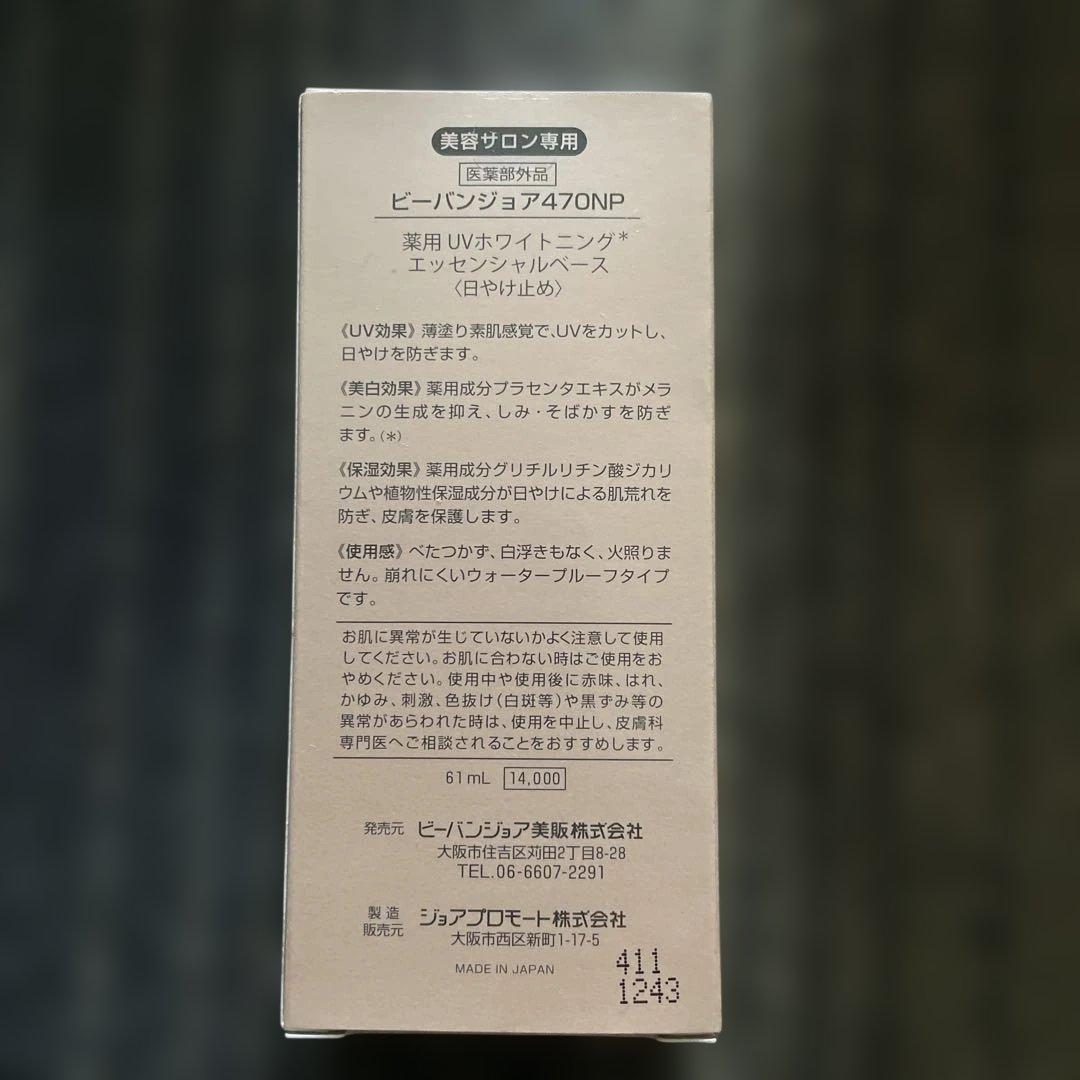 美容サロン専用
医薬部外品
ビーバンジョア470NP
薬用 UVホワイトニング*
エッセンシャルベース
〈日やけ止め〉
《UV効果》薄塗り素肌感覚で、UVをカットし、
日やけを防ぎます。
《美白効果》薬用成分プラセンタエキスがメラ
ニンの生成を抑え、しみ・そばかすを防ぎ
ます。(*)
《保湿効果》薬用成分グリチルリチン酸ジカリ
ウムや植物性保湿成分が日やけによる肌荒れを
防ぎ、皮膚を保護します。
《使用感》べたつかず、白浮きもなく、火照りま
せん。崩れにくいウォータープルーフタイプ
です。
お肌に異常が生じていないかよく注意して使用
してください。お肌に合わない時はご使用をお
やめください。使用中や使用後に赤味、はれ、
かゆみ、刺激、色抜け(白斑等)や黒ずみ等の
異常があらわれた時は、使用を中止し、皮膚科
専門医へご相談されることをおすすめします。
61mL 14,000
発売元 ビーバンジョア美販株式会社
大阪市住吉区苅田2丁目8-28
TEL.06-6607-2291
製造
販売元 ジョアプロモート株式会社
大阪市西区新町1-17-5
MADE IN JAPAN
411
1243